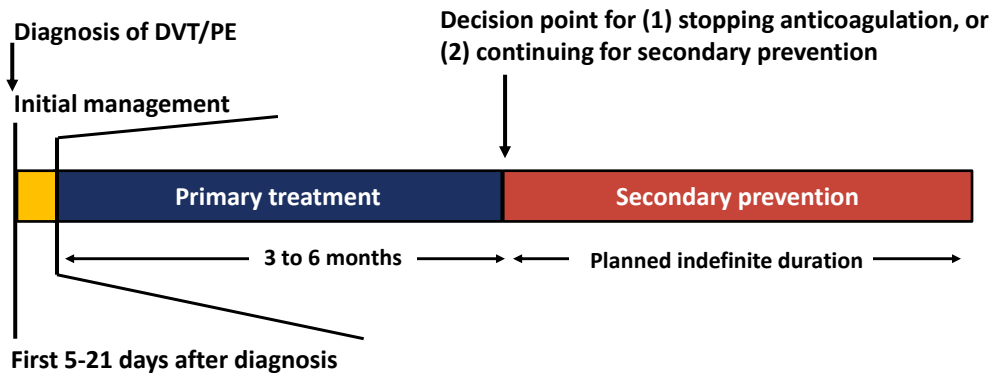 Diagnosis of DVT/PE
Decision point for (1) stopping anticoagulation, or
(2) continuing for secondary prevention
Initial management
Primary treatment
Secondary prevention
3 to 6 months
Planned indefinite duration
First 5-21 days after diagnosis